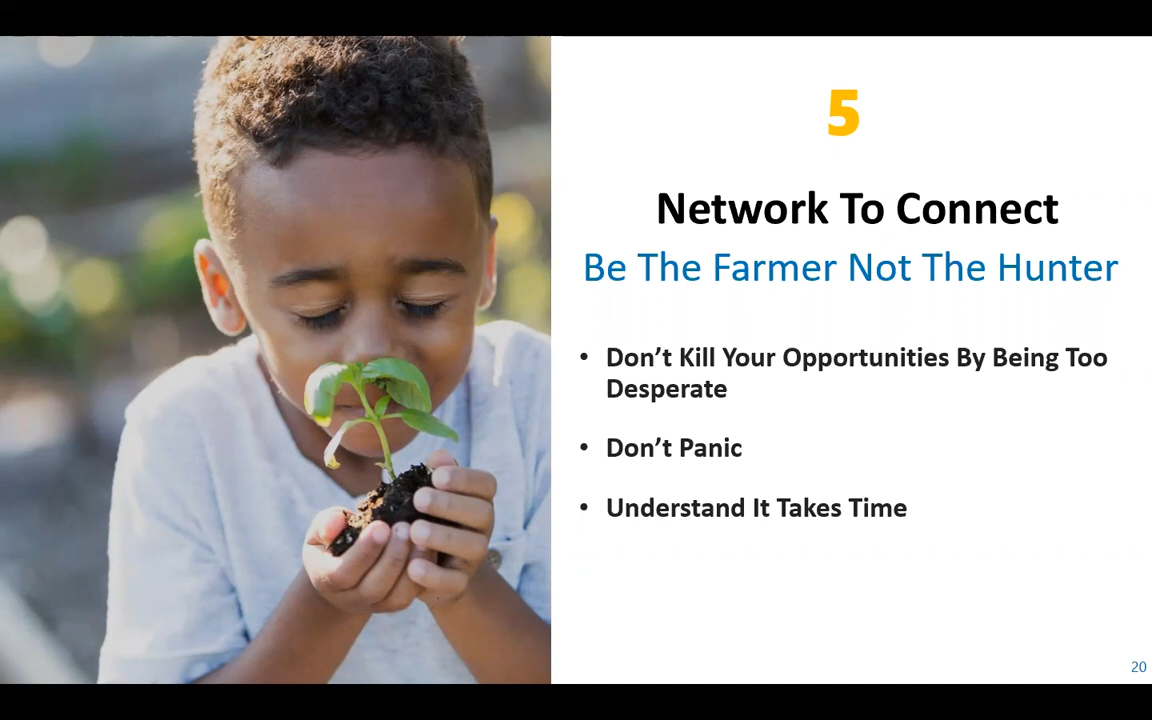 5
Network To Connect
Be The Farmer Not The Hunter
• Don’t Kill Your Opportunities By Being Too
Desperate
• Don’t Panic
• Understand It Takes Time
20